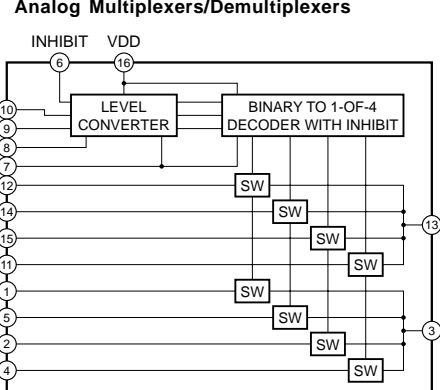 Analog Multiplexers/Demultiplexers
INHIBIT VDD
6 16
LEVEL CONVERTER
BINARY TO 1-OF-4 DECODER WITH INHIBIT
10
9
8
7
12 SW
14 SW
13
15 SW
11 SW
1 SW
5 SW
3
2 SW
4 SW